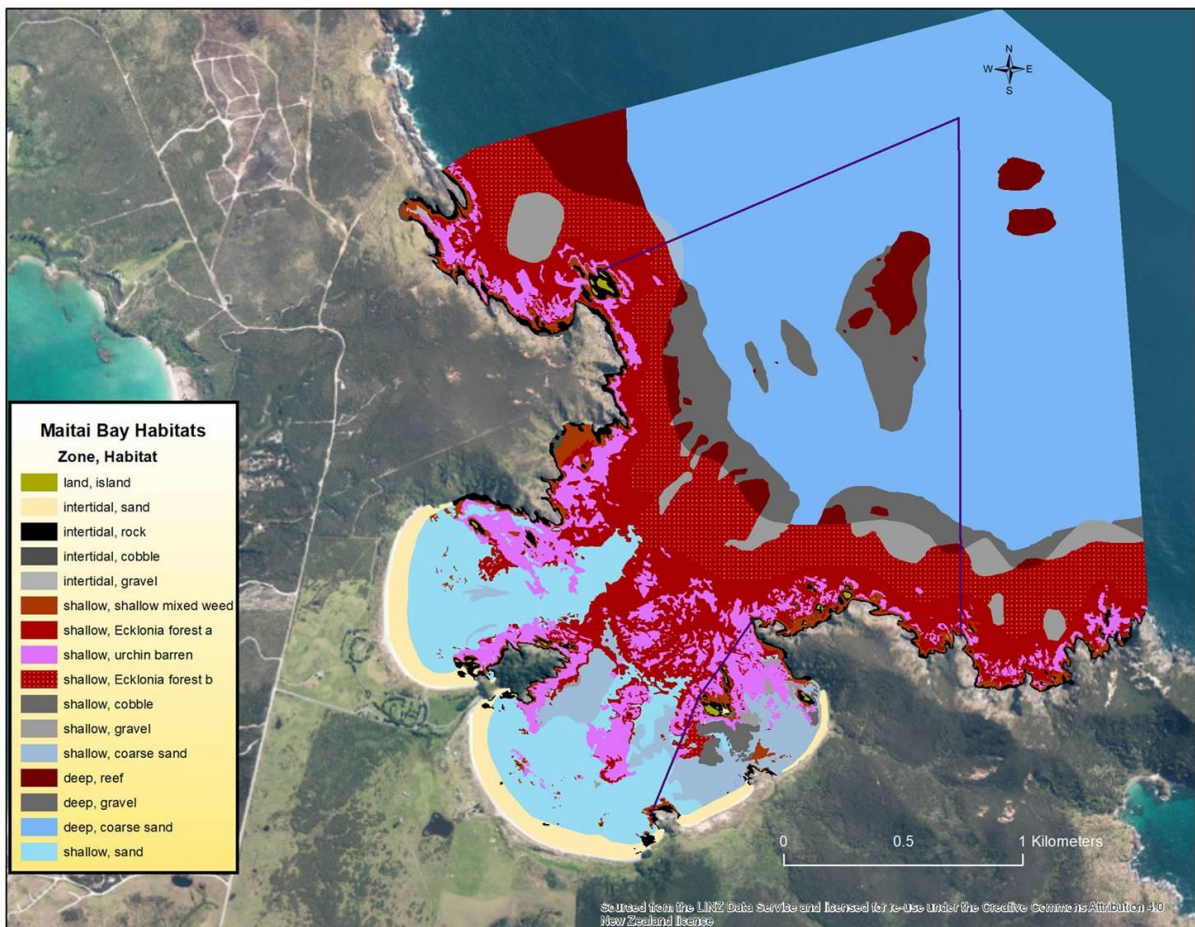 N
W E
S
Maitai Bay Habitats
Zone, Habitat
land, island
intertidal, sand
intertidal, rock
intertidal, cobble
intertidal, gravel
shallow, shallow mixed weed
shallow, Ecklonia forest a
shallow, urchin barren
shallow, Ecklonia forest b
shallow, cobble
shallow, gravel
shallow, coarse sand
deep, reef
deep, gravel
deep, coarse sand
shallow, sand
0 0.5 1 Kilometers
Sourced from the LINZ Data Service and licensed for re-use under the Creative Commons Attribution 4.0
New Zealand licence